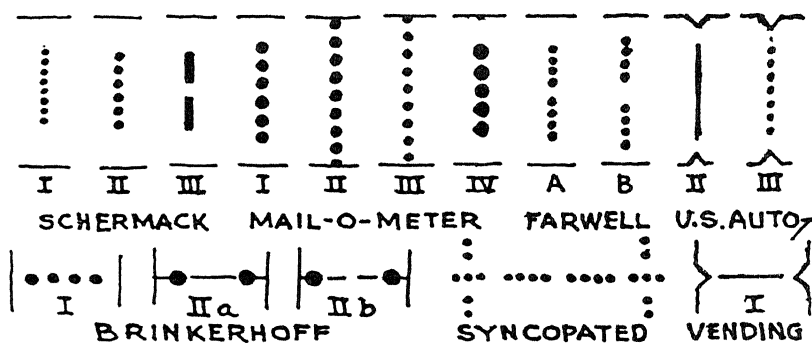 I II III I II III IV A B II III
SCHERMACK MAIL-O-METER FARWELL U.S.AUTO-
I IIa IIb I
BRINKERHOFF SYNCOPATED VENDING